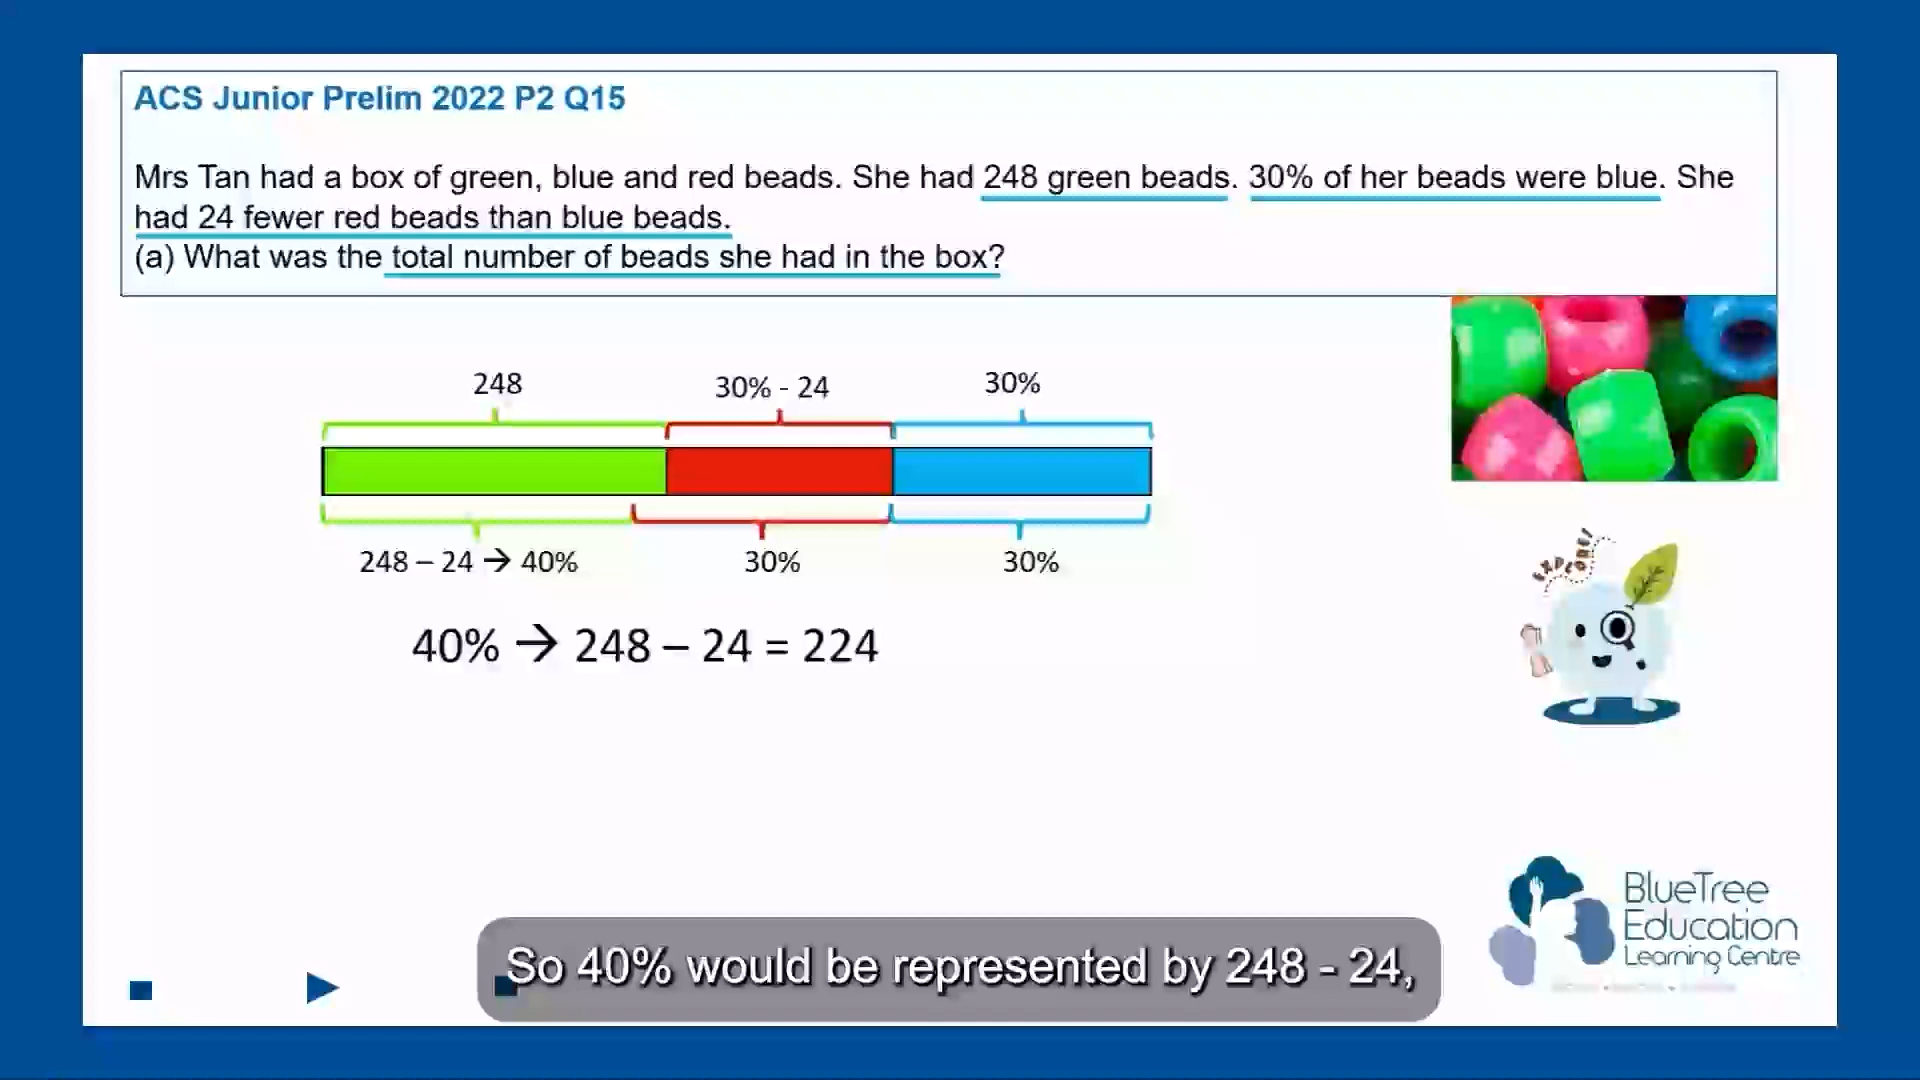 ACS Junior Prelim 2022 P2 Q15
Mrs Tan had a box of green, blue and red beads. She had 248 green beads. 30% of her beads were blue. She
had 24 fewer red beads than blue beads.
(a) What was the total number of beads she had in the box?
248
30% - 24
30%
248 – 24 → 40%
30%
30%
40% → 248 – 24 = 224
EXPLORE!
BlueTree
Education
Learning Centre
So 40% would be represented by 248 - 24,